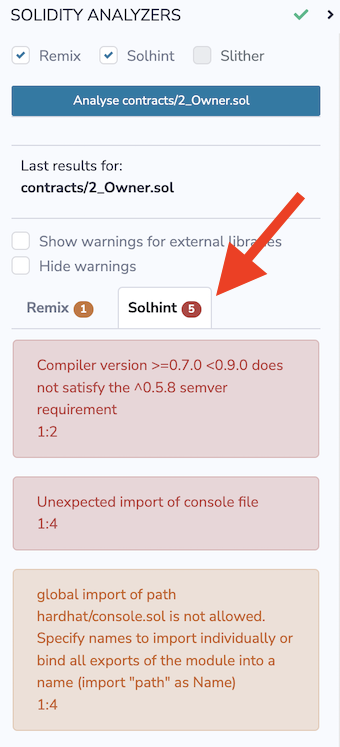 SOLIDITY ANALYZERS
Remix Solhint Slither
Analyse contracts/2_Owner.sol
Last results for:
contracts/2_Owner.sol
Show warnings for external libraries
Hide warnings
Remix 1 Solhint 5
Compiler version >=0.7.0 <0.9.0 does
not satisfy the ^0.5.8 semver
requirement
1:2
Unexpected import of console file
1:4
global import of path
hardhat/console.sol is not allowed.
Specify names to import individually or
bind all exports of the module into a
name (import "path" as Name)
1:4